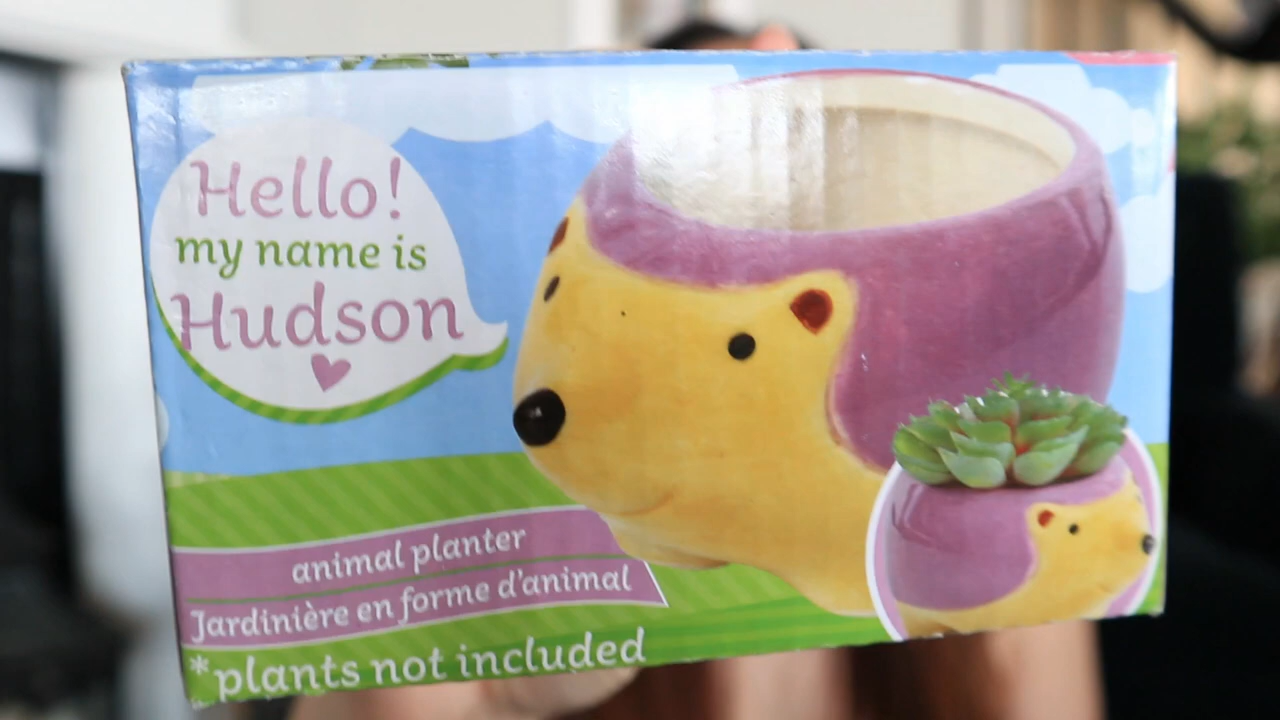 Hello!
my name is
Hudson
animal planter
Jardinière en forme d'animal
*plants not included